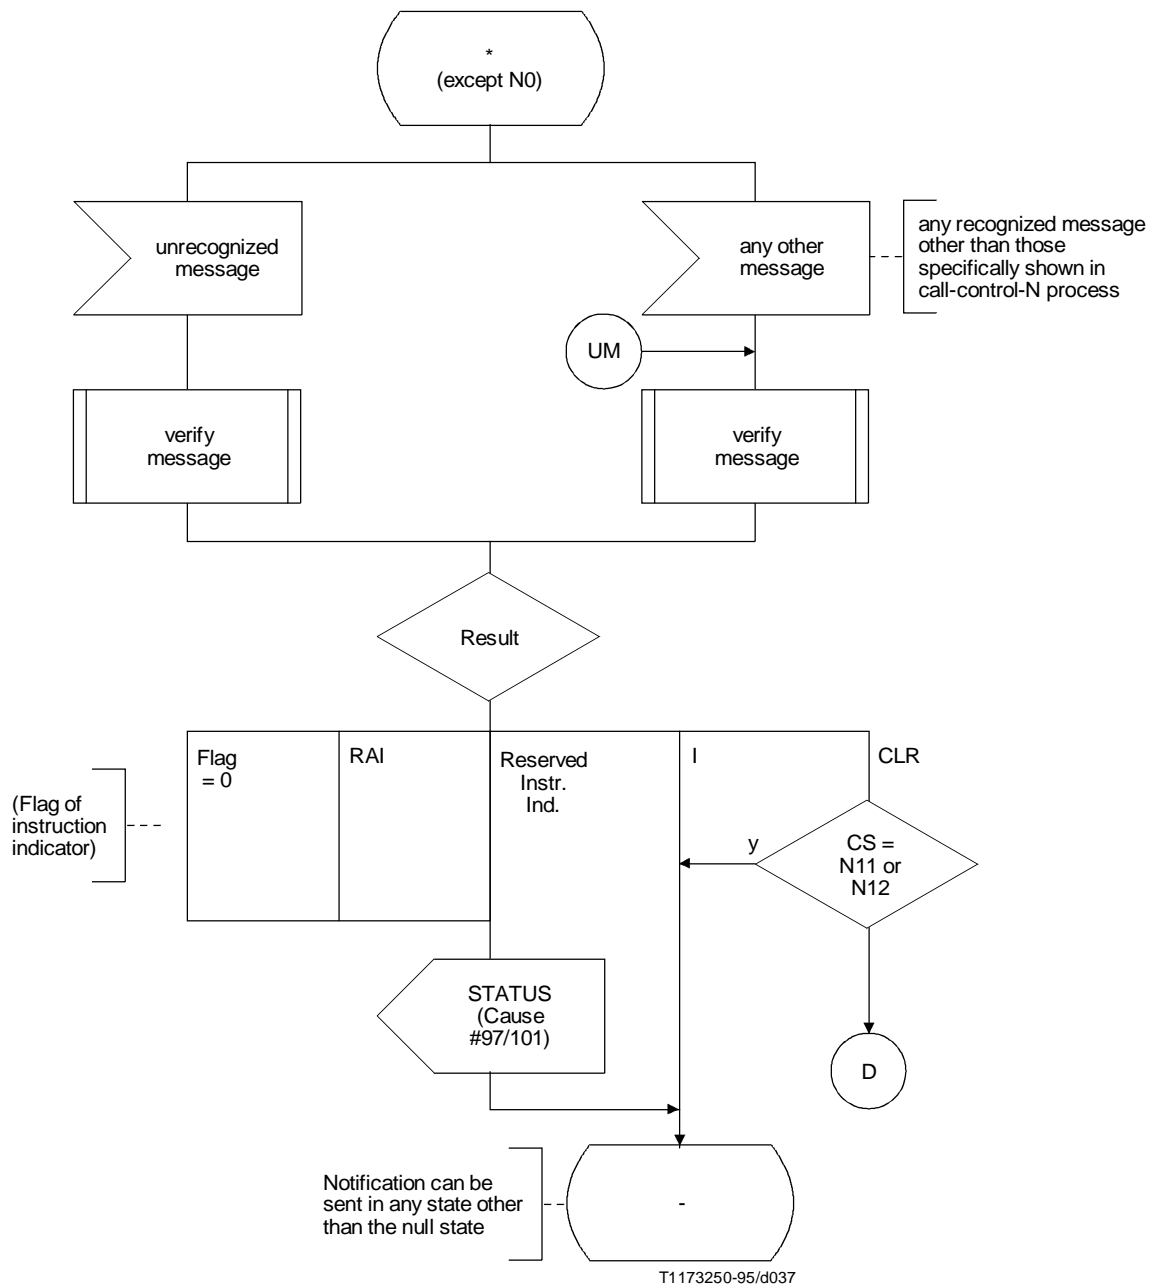 *
(except N0)
unrecognized
message
any other
message
any recognized message
other than those
specifically shown in
call-control-N process
UM
verify
message
verify
message
Result
Flag
= 0
RAI
Reserved
Instr.
Ind.
I
CLR
(Flag of
instruction
indicator)
y
CS =
N11 or
N12
STATUS
(Cause
#97/101)
D
Notification can be
sent in any state other
than the null state
-
T1173250-95/d037